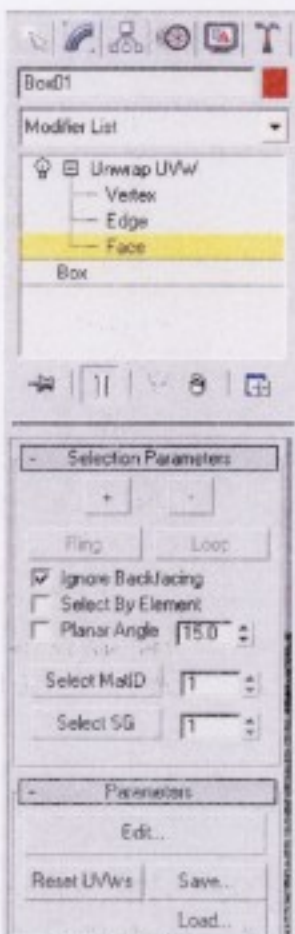 Box01
Modifier List
Unwrap UVW
Vertex
Edge
Face
Box
- Selection Parameters
+ -
Ring Loop
Ignore Backfacing
Select By Element
Planar Angle 15.0
Select MatID 1
Select SG 1
- Parameters
Edit...
Reset UVWs Save...
Load...